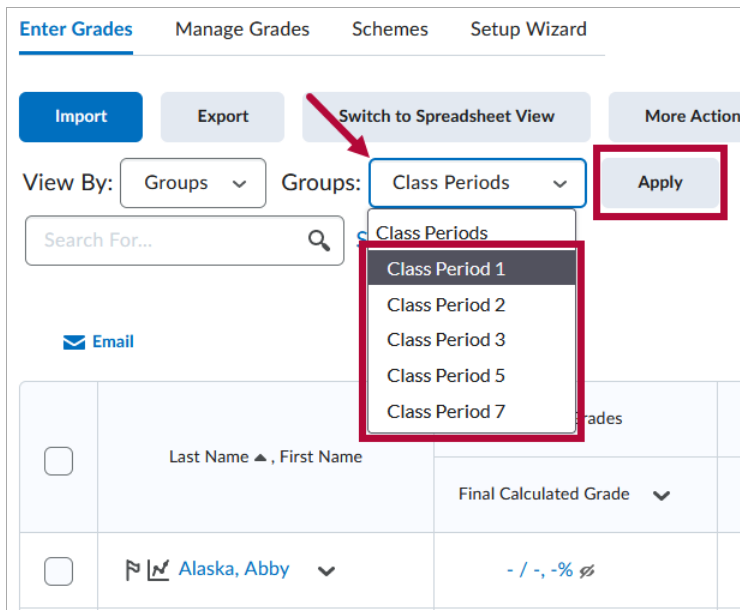 Enter Grades Manage Grades Schemes Setup Wizard
Import Export Switch to Spreadsheet View More Action
View By: Groups Groups: Class Periods Apply
Search For... S
Class Periods
Class Period 1
Class Period 2
Class Period 3
Class Period 5
Class Period 7
Email
Grades
Last Name , First Name
Final Calculated Grade
Alaska, Abby - / -, -%